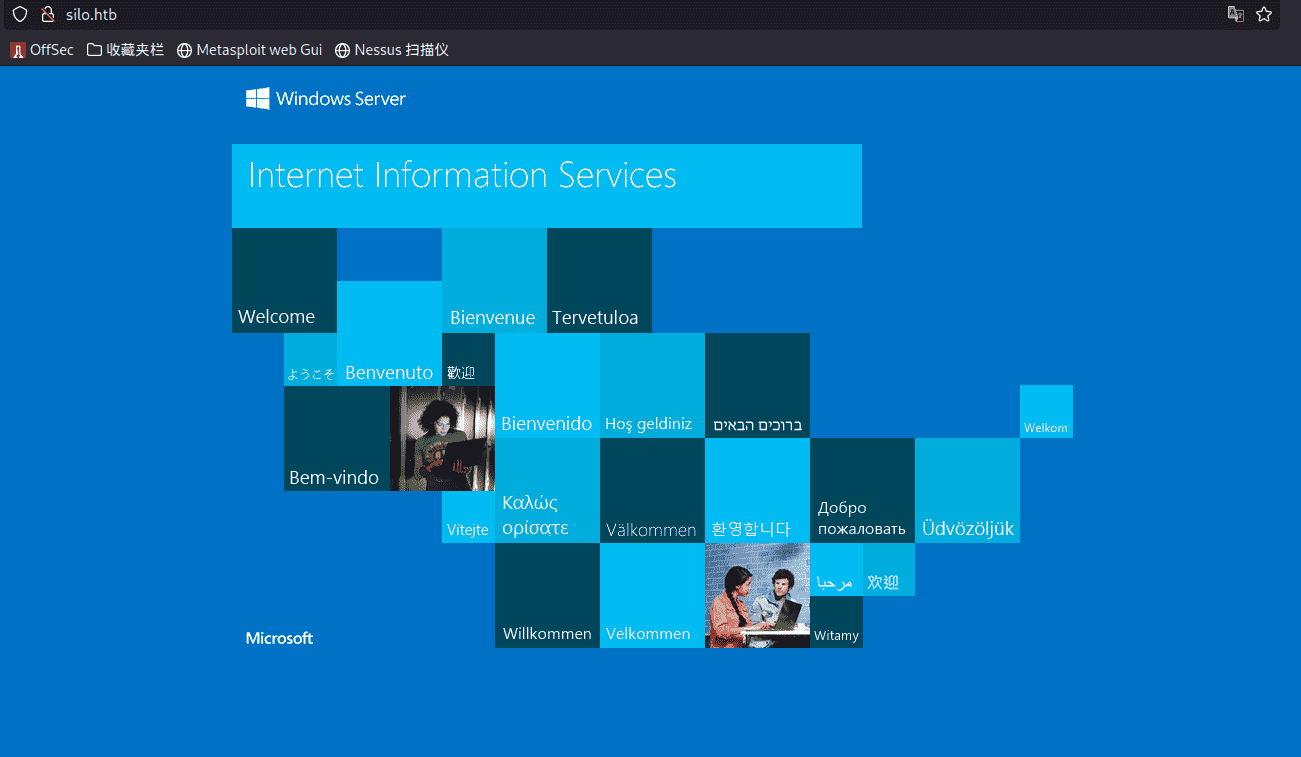 silo.htb
OffSec 收藏夹栏 Metasploit web Gui Nessus 扫描仪
Windows Server
Internet Information Services
Welcome
Bienvenue
Tervetuloa
ようこそ
Benvenuto
歡迎
Bienvenido
Hoş geldiniz
ברוכים הבאים
Welkom
Bem-vindo
Vítejte
Καλώς
ορίσατε
Välkommen
환영합니다
Добро
пожаловать
Üdvözöljük
Willkommen
Velkommen
مرحبا
欢迎
Witamy
Microsoft